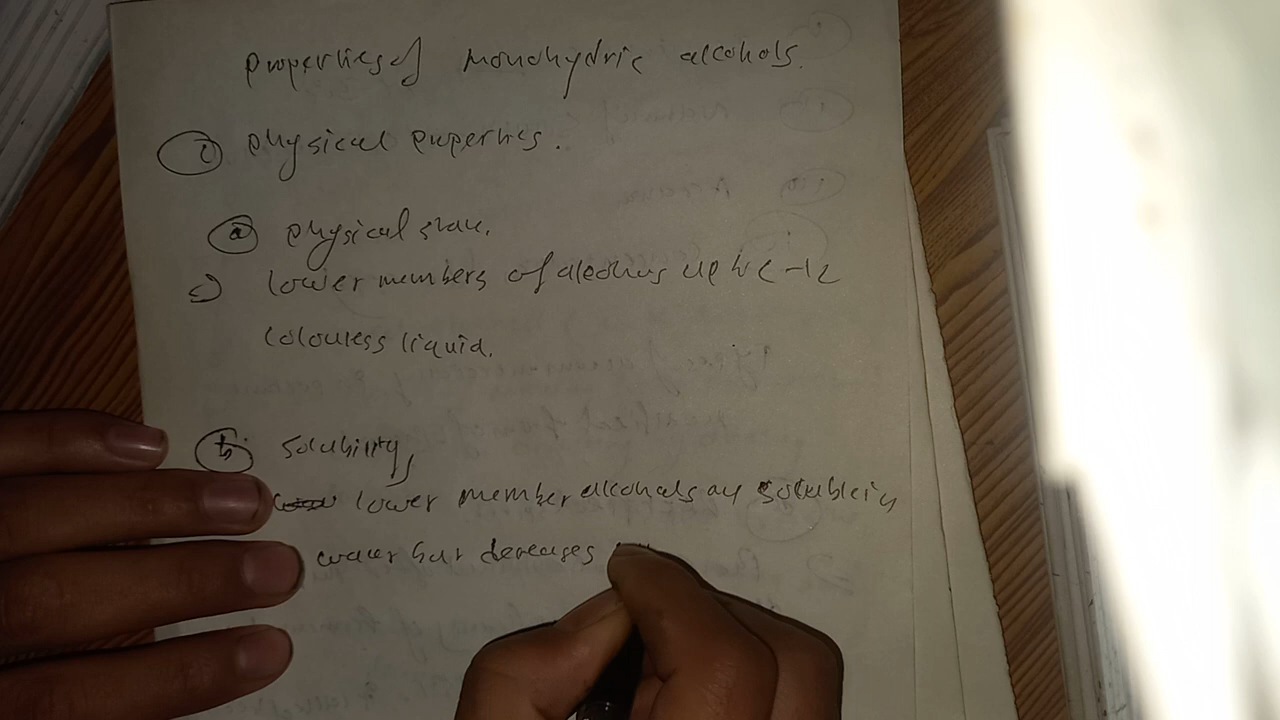 properties of monohydric alcohols.
(i) physical properties.
(a) physical state.
lower members of alcohols up to C-12
colouless liquid.
(b) solubility,
lower member alcohols are soluble in
water but decreases